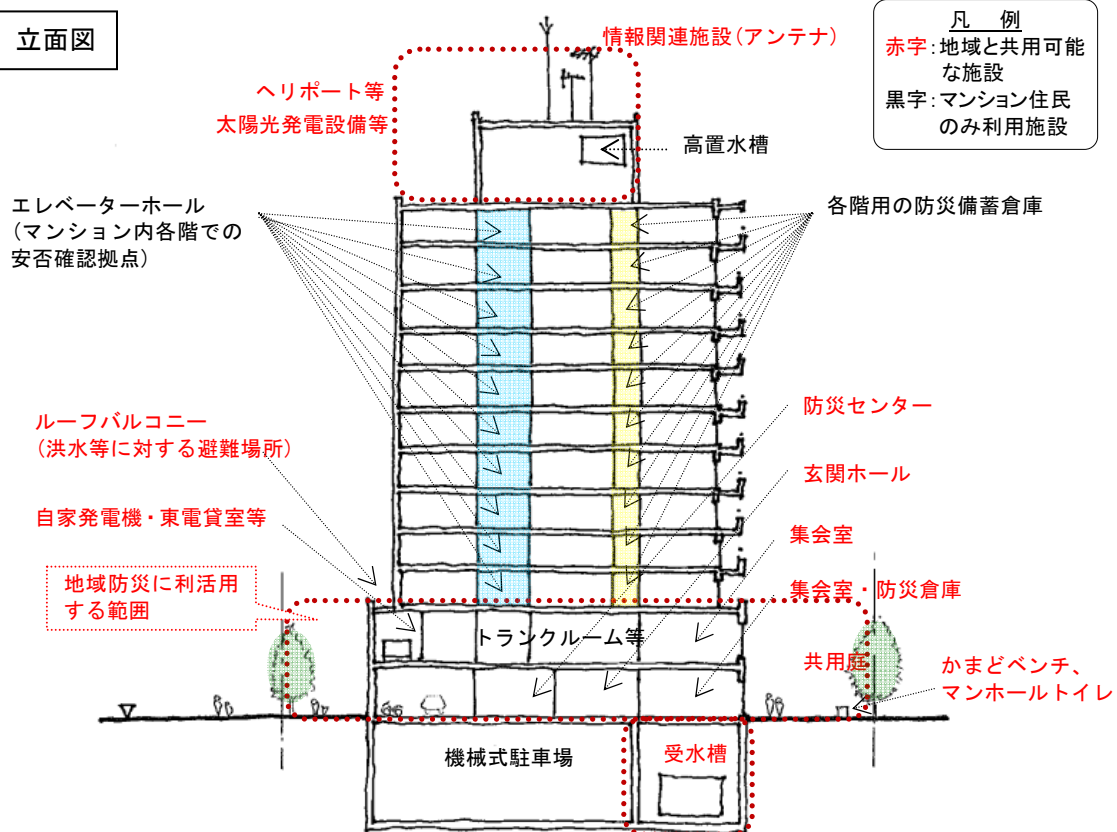 立面図
凡　例
赤字：地域と共用可能
な施設
黒字：マンション住民
のみ利用施設
情報関連施設（アンテナ）
ヘリポート等
太陽光発電設備等
高置水槽
エレベーターホール
（マンション内各階での
安否確認拠点）
各階用の防災備蓄倉庫
ルーフバルコニー
（洪水等に対する避難場所）
防災センター
玄関ホール
自家発電機・東電貸室等
集会室
地域防災に利活用
する範囲
集会室・防災倉庫
トランクルーム等
共用庭
かまどベンチ、
マンホールトイレ
機械式駐車場
受水槽